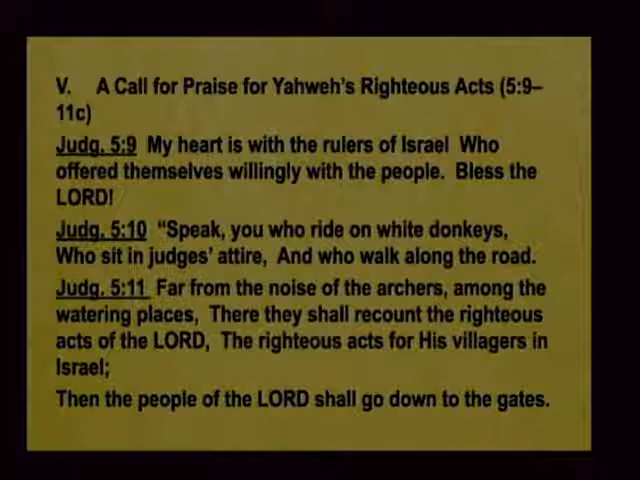 V. A Call for Praise for Yahweh's Righteous Acts (5:9–
11c)
Judg. 5:9 My heart is with the rulers of Israel Who
offered themselves willingly with the people. Bless the
LORD!
Judg. 5:10 “Speak, you who ride on white donkeys,
Who sit in judges’ attire, And who walk along the road.
Judg. 5:11 Far from the noise of the archers, among the
watering places, There they shall recount the righteous
acts of the LORD, The righteous acts for His villagers in
Israel;
Then the people of the LORD shall go down to the gates.